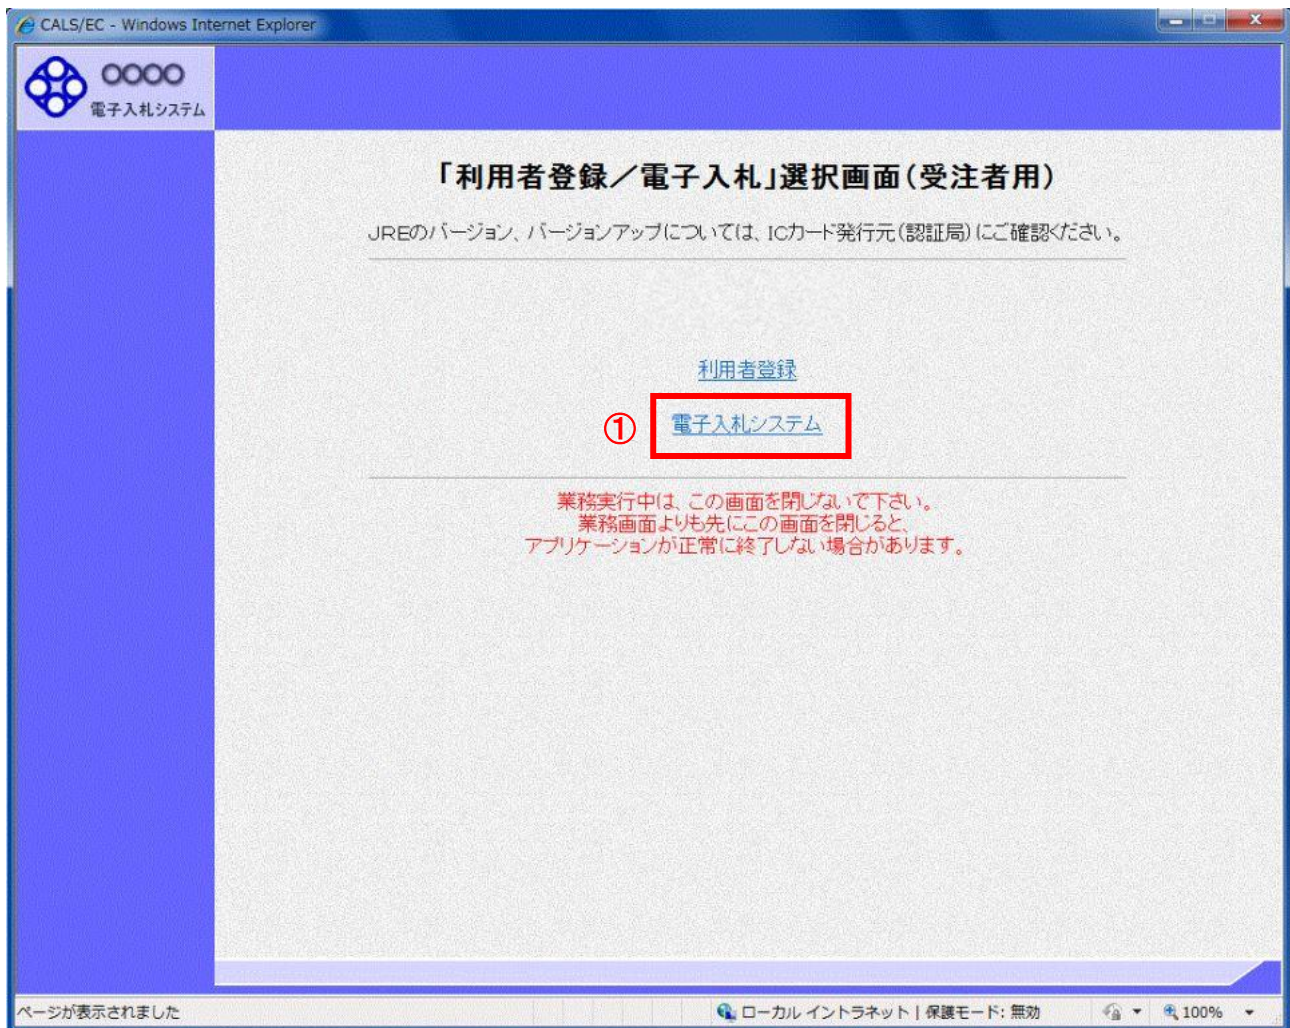 CALS/EC - Windows Internet Explorer
○○○○
電子入札システム
「利用者登録／電子入札」選択画面（受注者用）
JREのバージョン、バージョンアップについては、ICカード発行元（認証局）にご確認ください。
利用者登録
① 電子入札システム
業務実行中は、この画面を閉じないで下さい。
業務画面よりも先にこの画面を閉じると、
アプリケーションが正常に終了しない場合があります。
ページが表示されました ローカル イントラネット | 保護モード: 無効 100%